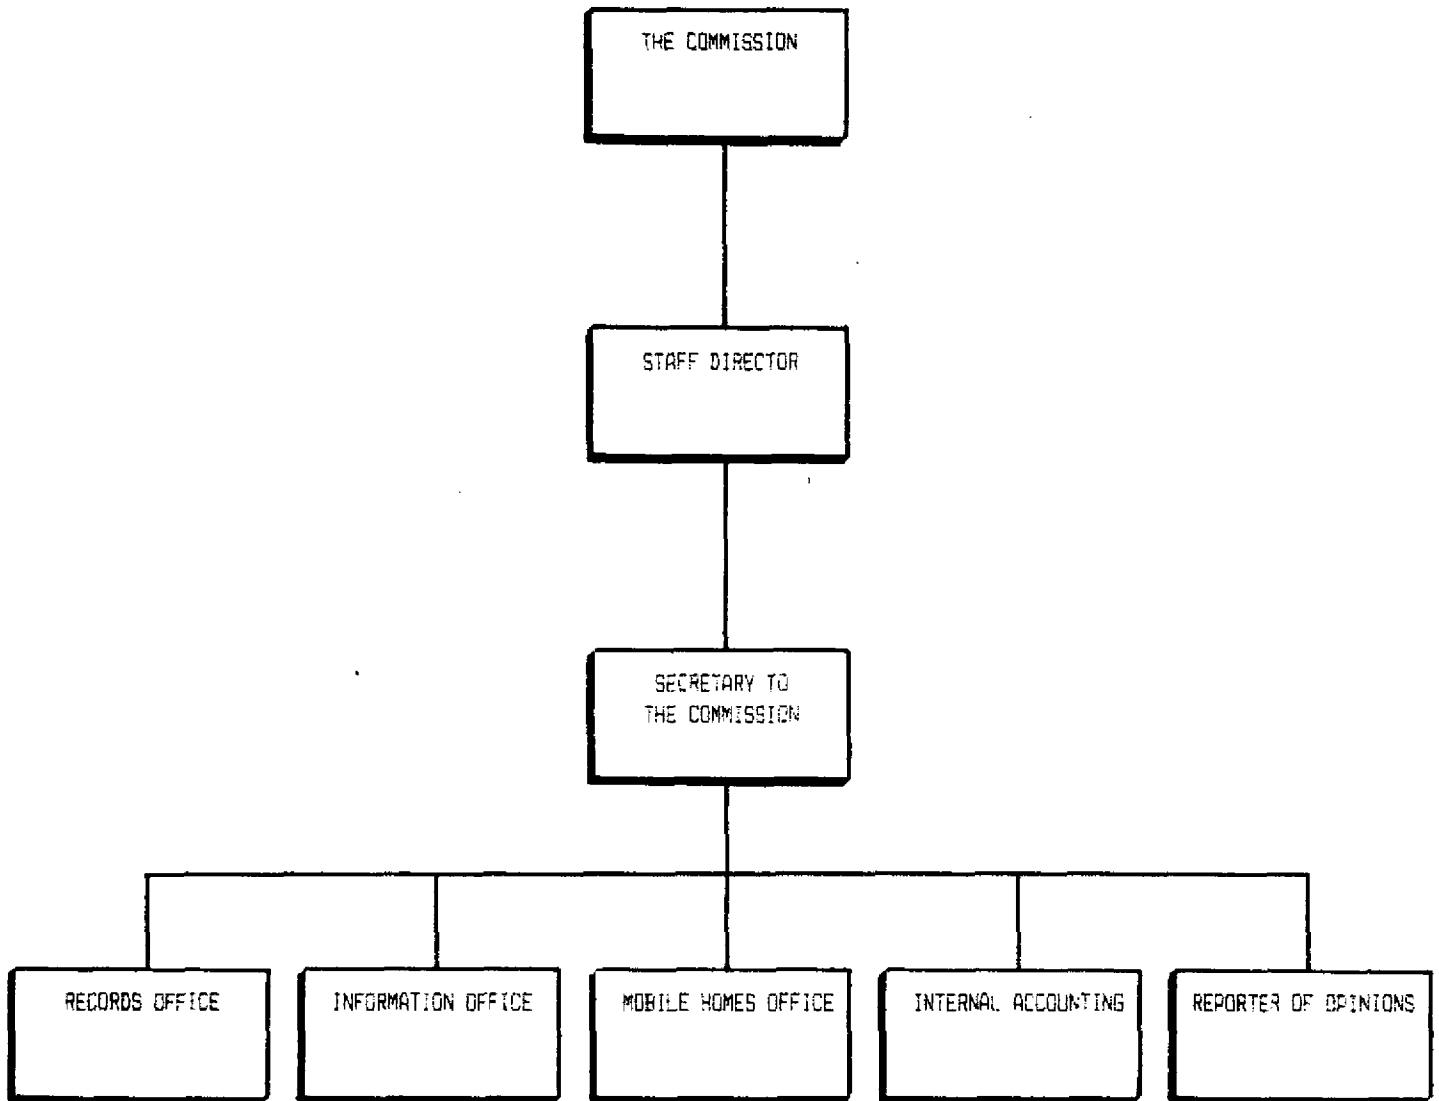 THE COMMISSION
STAFF DIRECTOR
SECRETARY TO
THE COMMISSION
RECORDS OFFICE
INFORMATION OFFICE
MOBILE HOMES OFFICE
INTERNAL ACCOUNTING
REPORTER OF OPINIONS